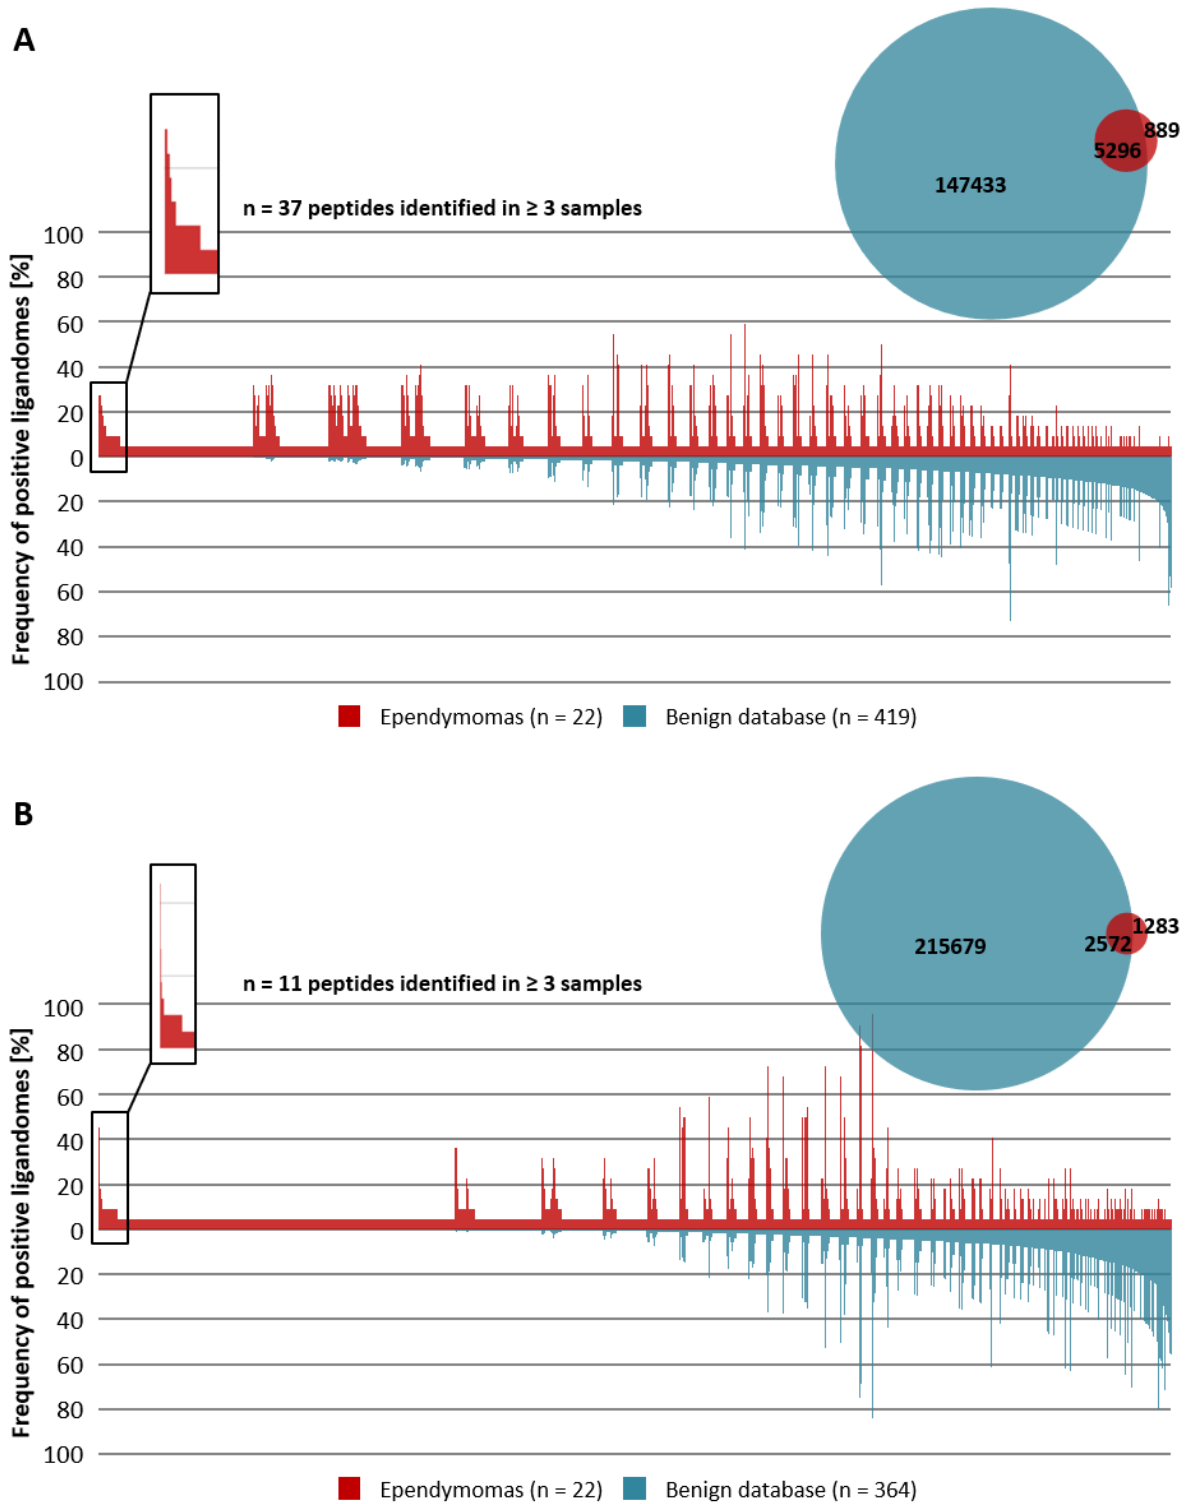 A
889
5296
147433
n = 37 peptides identified in ≥ 3 samples
Frequency of positive ligandomes [%]
100
80
60
40
20
0
20
40
60
80
100
Ependymomas (n = 22)
Benign database (n = 419)
B
1283
2572
215679
n = 11 peptides identified in ≥ 3 samples
Frequency of positive ligandomes [%]
100
80
60
40
20
0
20
40
60
80
100
Ependymomas (n = 22)
Benign database (n = 364)